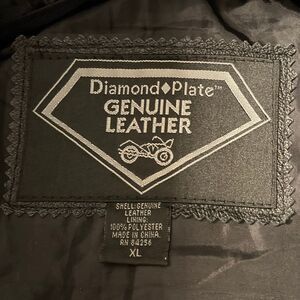 Diamond♦Plate™
GENUINE
LEATHER
SHELL:GENUINE
LEATHER
LINING:
100% POLYESTER
MADE IN CHINA.
RN 84256
XL